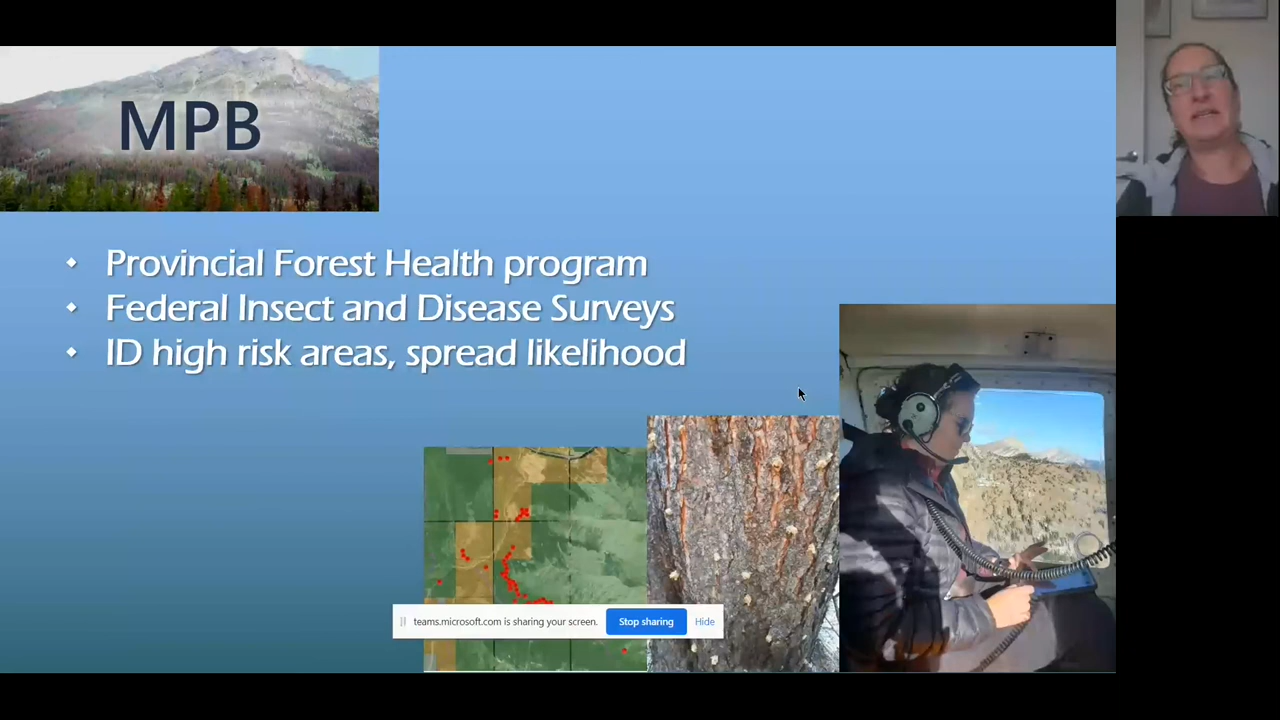 MPB
Provincial Forest Health program
Federal Insect and Disease Surveys
ID high risk areas, spread likelihood
teams.microsoft.com is sharing your screen. Stop sharing Hide